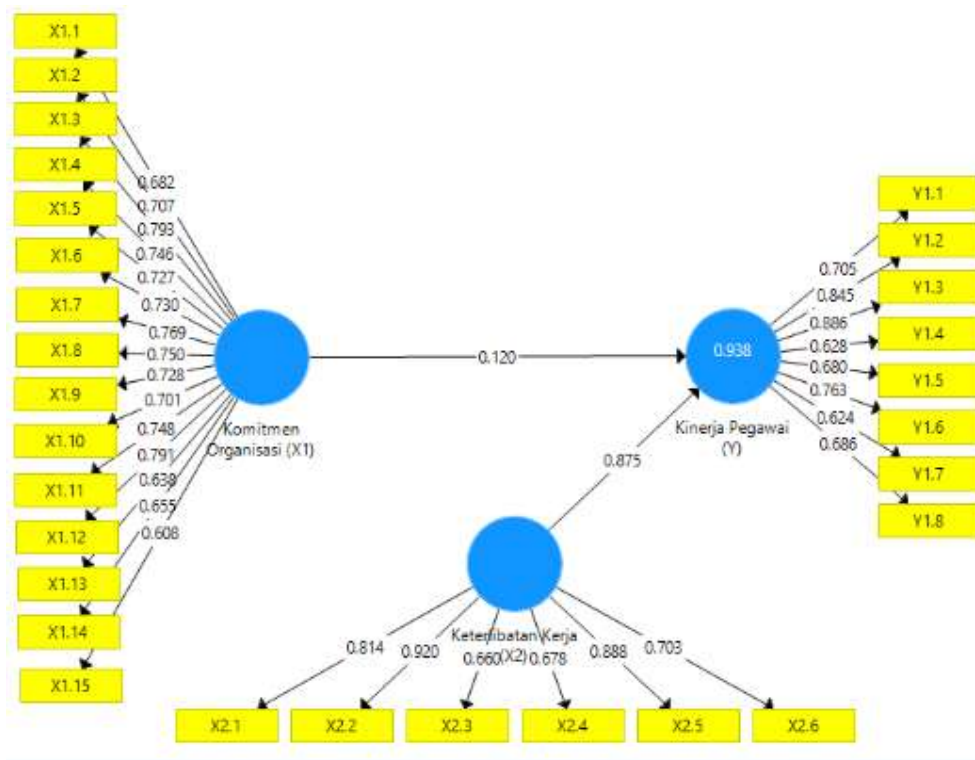 X1.1
X1.2
X1.3
X1.4
X1.5
X1.6
X1.7
X1.8
X1.9
X1.10
X1.11
X1.12
X1.13
X1.14
X1.15
0.682
0.707
0.793
0.746
0.727
0.730
0.769
0.750
0.728
0.701
0.748
0.791
0.638
0.655
0.608
Komitmen
Organisasi (X1)
0.120
0.875
0.938
Kinerja Pegawai
(Y)
0.705
0.845
0.886
0.628
0.680
0.763
0.624
0.686
Y1.1
Y1.2
Y1.3
Y1.4
Y1.5
Y1.6
Y1.7
Y1.8
Keterlibatan Kerja
(X2)
0.814
0.920
0.660
0.678
0.888
0.703
X2.1
X2.2
X2.3
X2.4
X2.5
X2.6